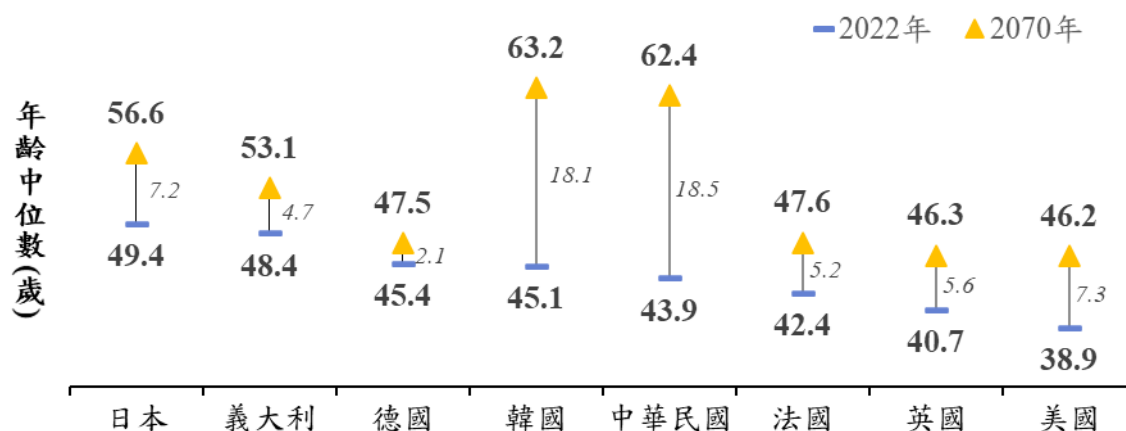 2022年 2070年
年齡中位數(歲)
56.6 53.1 47.5 63.2 62.4 47.6 46.3 46.2
7.2 4.7 2.1 18.1 18.5 5.2 5.6 7.3
49.4 48.4 45.4 45.1 43.9 42.4 40.7 38.9
日本 義大利 德國 韓國 中華民國 法國 英國 美國